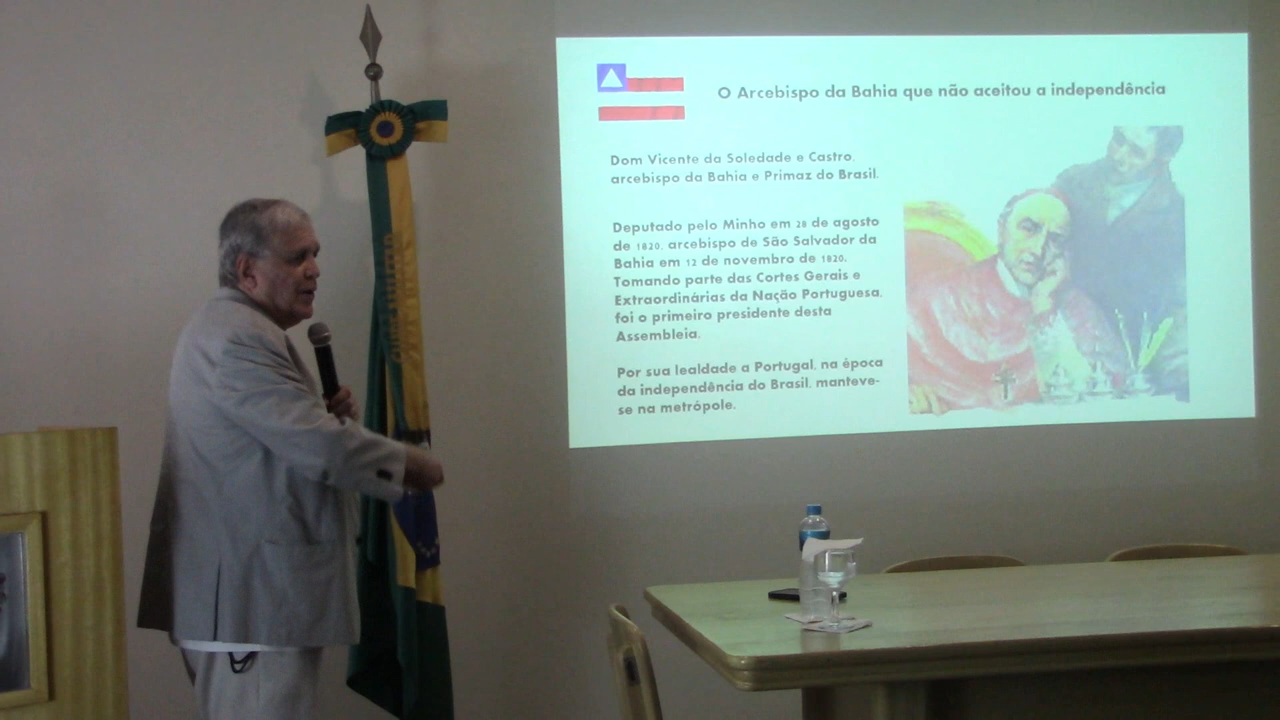 O Arcebispo da Bahia que não aceitou a independência
Dom Vicente da Soledade e Castro,
arcebispo da Bahia e Primaz do Brasil.
Deputado pelo Minho em 28 de agosto
de 1820, arcebispo de São Salvador da
Bahia em 12 de novembro de 1820.
Tomando parte das Cortes Gerais e
Extraordinárias da Nação Portuguesa,
foi o primeiro presidente desta
Assembleia.
Por sua lealdade a Portugal, na época
da independência do Brasil, manteve-
se na metrópole.